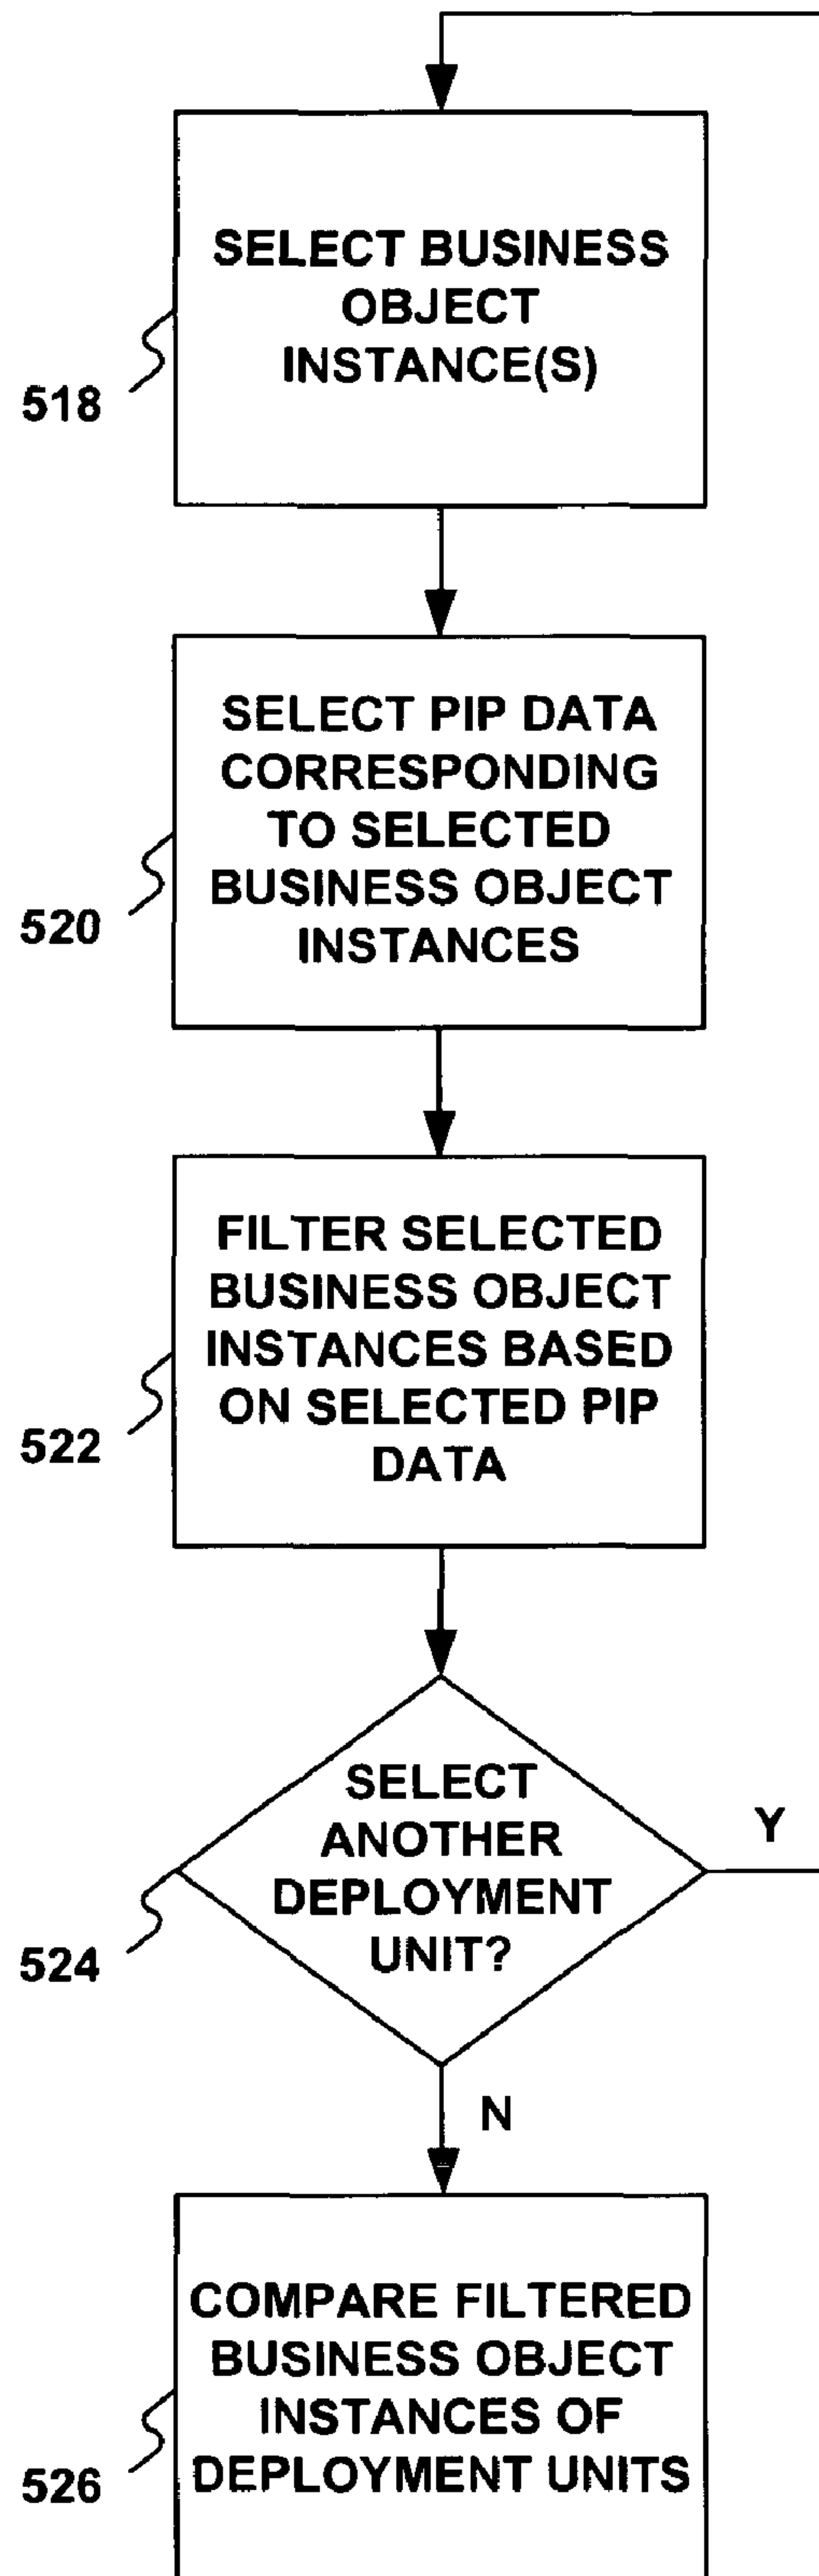 SELECT BUSINESS
OBJECT
INSTANCE(S)
518
SELECT PIP DATA
CORRESPONDING
TO SELECTED
BUSINESS OBJECT
INSTANCES
520
FILTER SELECTED
BUSINESS OBJECT
INSTANCES BASED
ON SELECTED PIP
DATA
522
SELECT
ANOTHER
DEPLOYMENT
UNIT?
Y
524
N
COMPARE FILTERED
BUSINESS OBJECT
INSTANCES OF
DEPLOYMENT UNITS
526